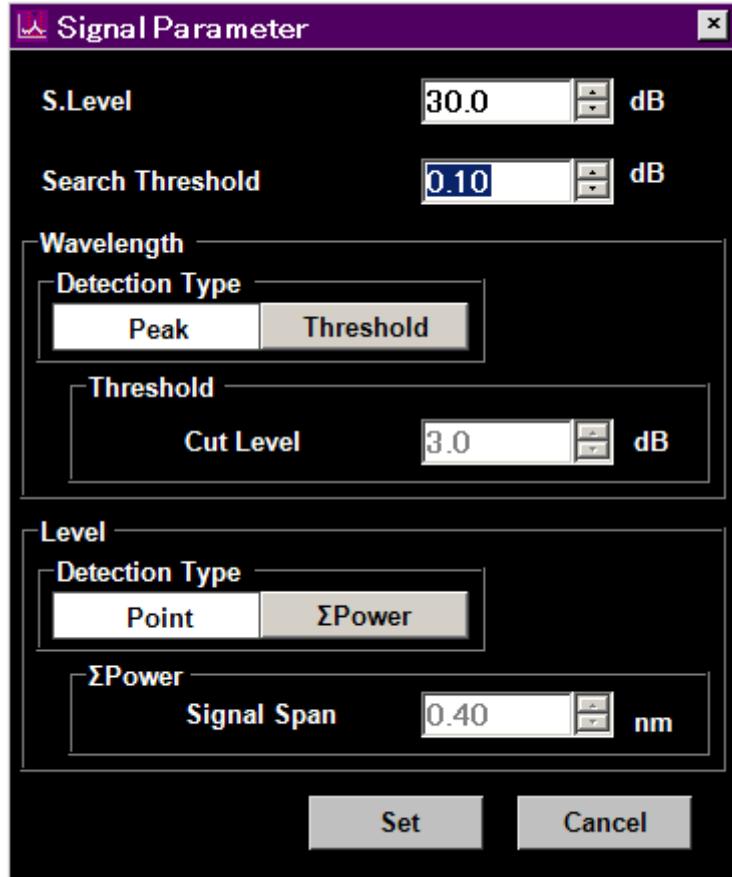 Signal Parameter
S.Level 30.0 dB
Search Threshold 0.10 dB
Wavelength
Detection Type
Peak Threshold
Threshold
Cut Level 3.0 dB
Level
Detection Type
Point ΣPower
ΣPower
Signal Span 0.40 nm
Set Cancel